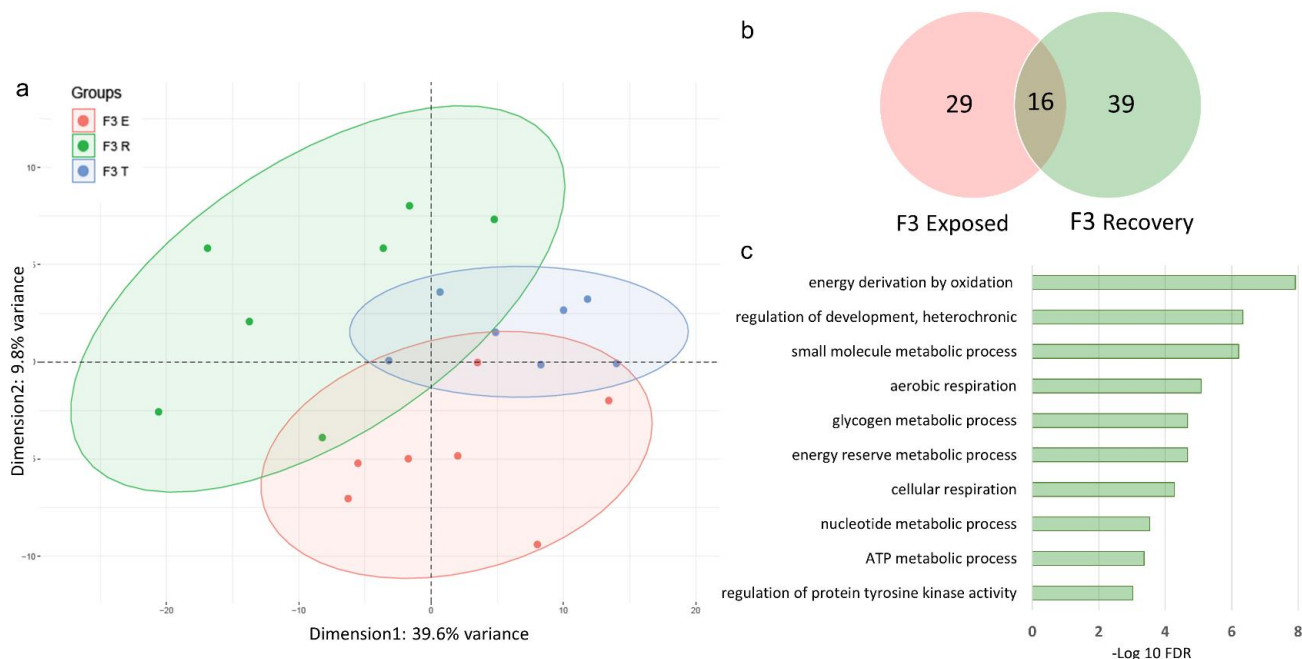 a
Groups
F3 E
F3 R
F3 T
10
0
−10
Dimension2: 9.8% variance
−20
−10
0
10
20
Dimension1: 39.6% variance
b
29
16
39
F3 Exposed
F3 Recovery
c
energy derivation by oxidation
regulation of development, heterochronic
small molecule metabolic process
aerobic respiration
glycogen metabolic process
energy reserve metabolic process
cellular respiration
nucleotide metabolic process
ATP metabolic process
regulation of protein tyrosine kinase activity
0 2 4 6 8
-Log 10 FDR